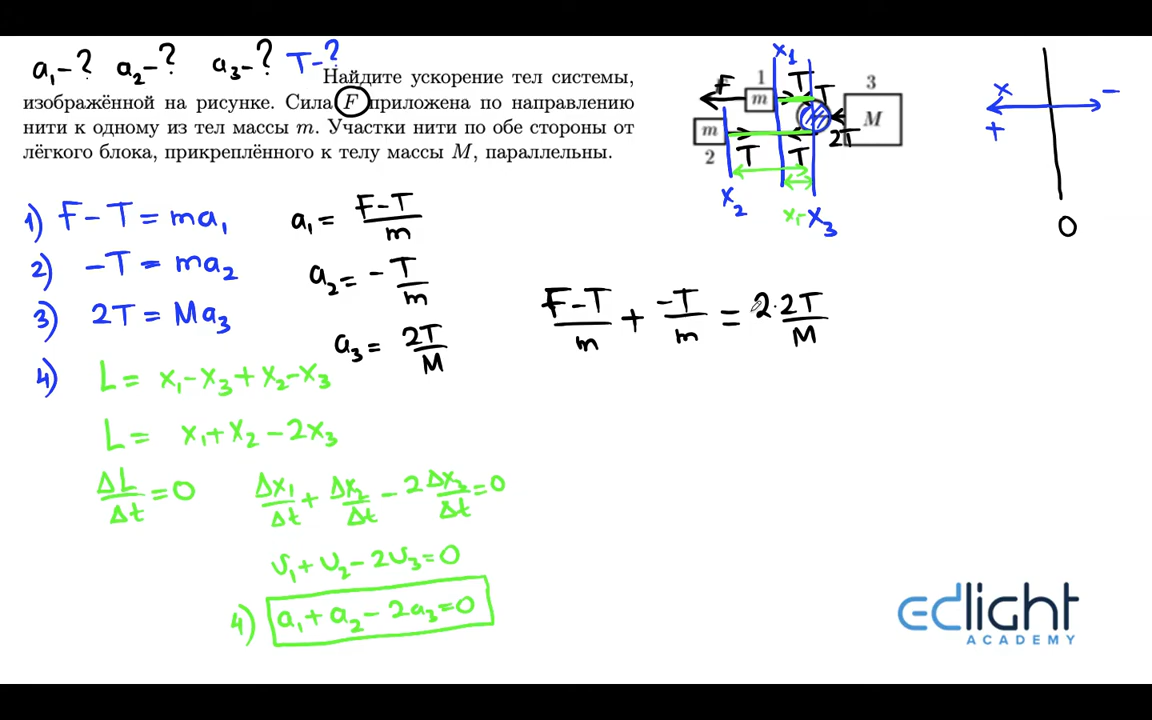 a₁-? a₂-? a₃-? T-?
Найдите ускорение тел системы,
изображённой на рисунке. Сила F приложена по направлению
нити к одному из тел массы m. Участки нити по обе стороны от
лёгкого блока, прикреплённого к телу массы M, параллельны.
x₁
F 1 m T T 3 M
m 2 T T 2T
x₂ x₃
x - +
0
1) F-T = ma₁
a₁ = (F-T)/m
2) -T = ma₂
a₂ = -T/m
3) 2T = Ma₃
a₃ = 2T/M
(F-T)/m + -T/m = 2·2T/M
4) L = x₁-x₃+x₂-x₃
L = x₁+x₂-2x₃
ΔL/Δt = 0 Δx₁/Δt + Δx₂/Δt - 2Δx₃/Δt = 0
υ₁+υ₂-2υ₃=0
4) a₁+a₂-2a₃=0
edlight
ACADEMY